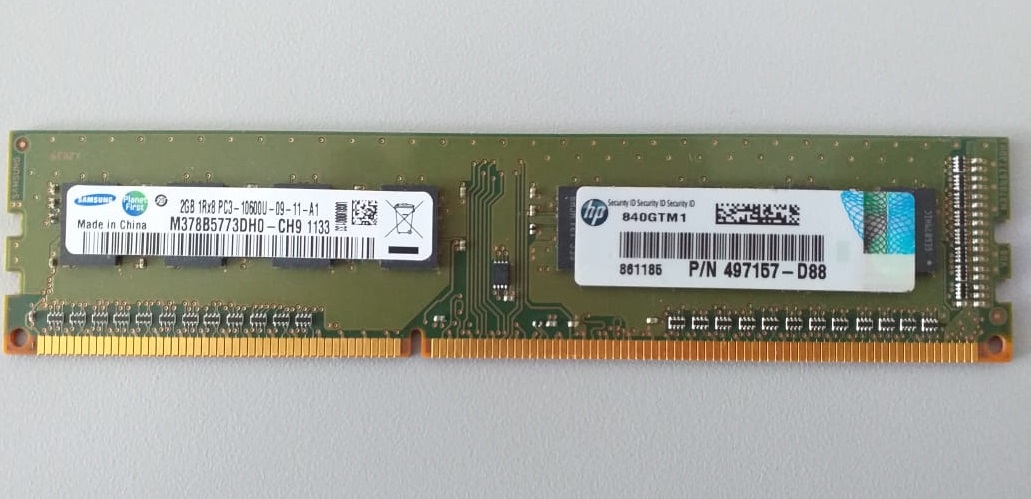 SAMSUNG
Planet First
2GB 1Rx8 PC3-10600U-09-11-A1
Made in China
M378B5773DH0-CH9 1133
hp
Security ID Security ID Security ID
840GTM1
861185
P/N 497157-D88
SAMSUNG